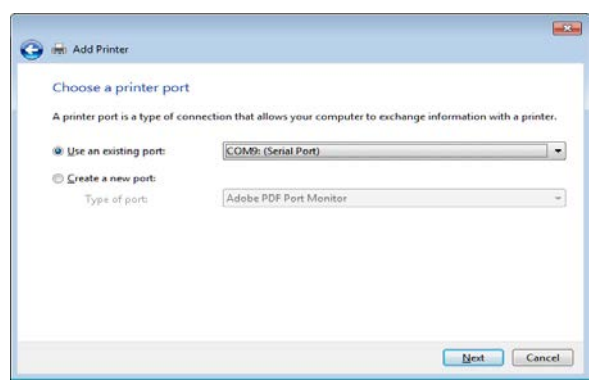 Add Printer
Choose a printer port
A printer port is a type of connection that allows your computer to exchange information with a printer.
Use an existing port: COM9: (Serial Port)
Create a new port:
Type of port: Adobe PDF Port Monitor
Next Cancel